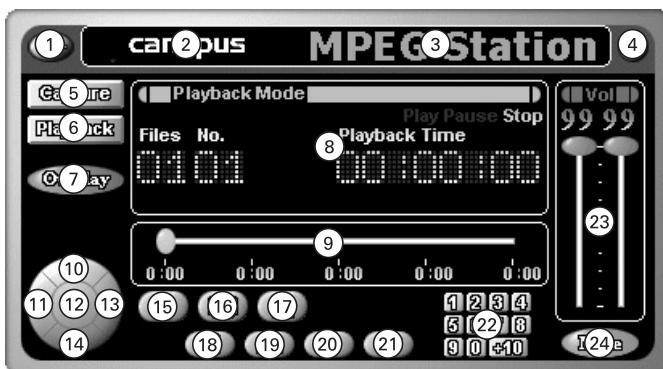 1 2 3 4
campus MPEG Station
5
6 Playback Mode Vol
Play Pause Stop 99 99
Files No. 8 Playback Time
7 01 01 00:00:00
9 23
10 0:00 0:00 0:00 0:00 0:00
11 12 13 15 16 17 1 2 3 4
22 5 8
14 18 19 20 21 9 0 +10 24